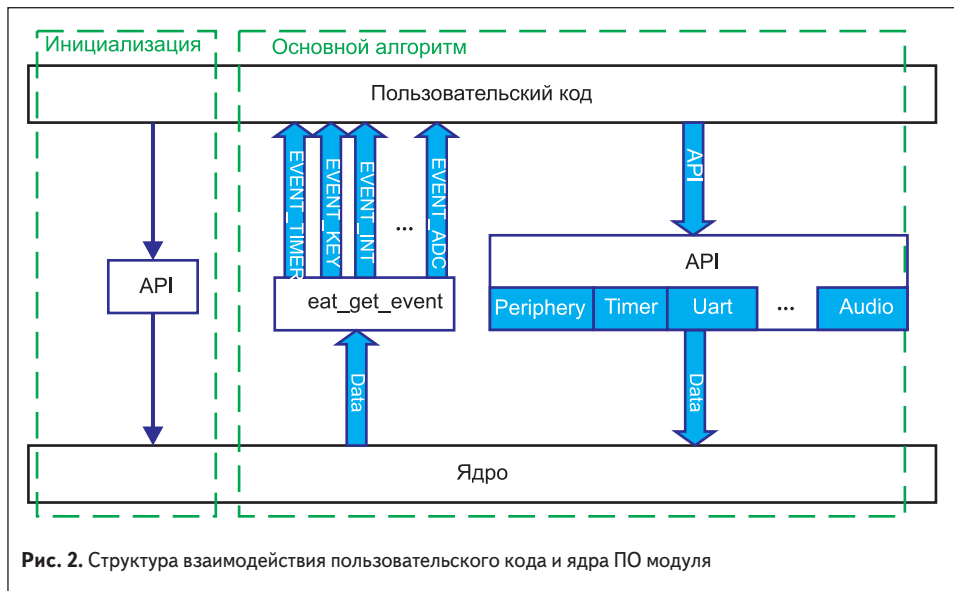 Инициализация
Основной алгоритм
Пользовательский код
EVENT_TIMER
EVENT_KEY
EVENT_INT
...
EVENT_ADC
API
API
eat_get_event
API
Periphery
Timer
Uart
...
Audio
Data
Data
Ядро
Рис. 2. Структура взаимодействия пользовательского кода и ядра ПО модуля